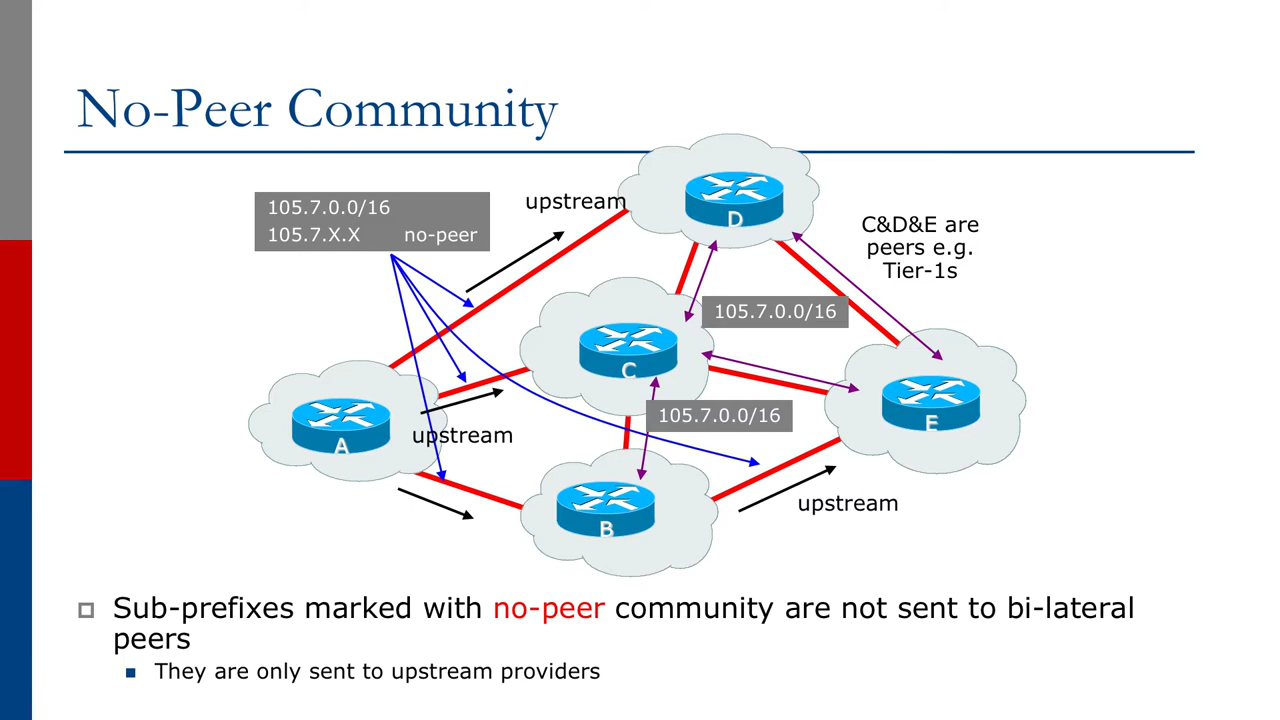 No-Peer Community
105.7.0.0/16
105.7.X.X no-peer
upstream
D
C&D&E are
peers e.g.
Tier-1s
105.7.0.0/16
C
105.7.0.0/16
E
A
upstream
B
upstream
Sub-prefixes marked with no-peer community are not sent to bi-lateral
peers
They are only sent to upstream providers